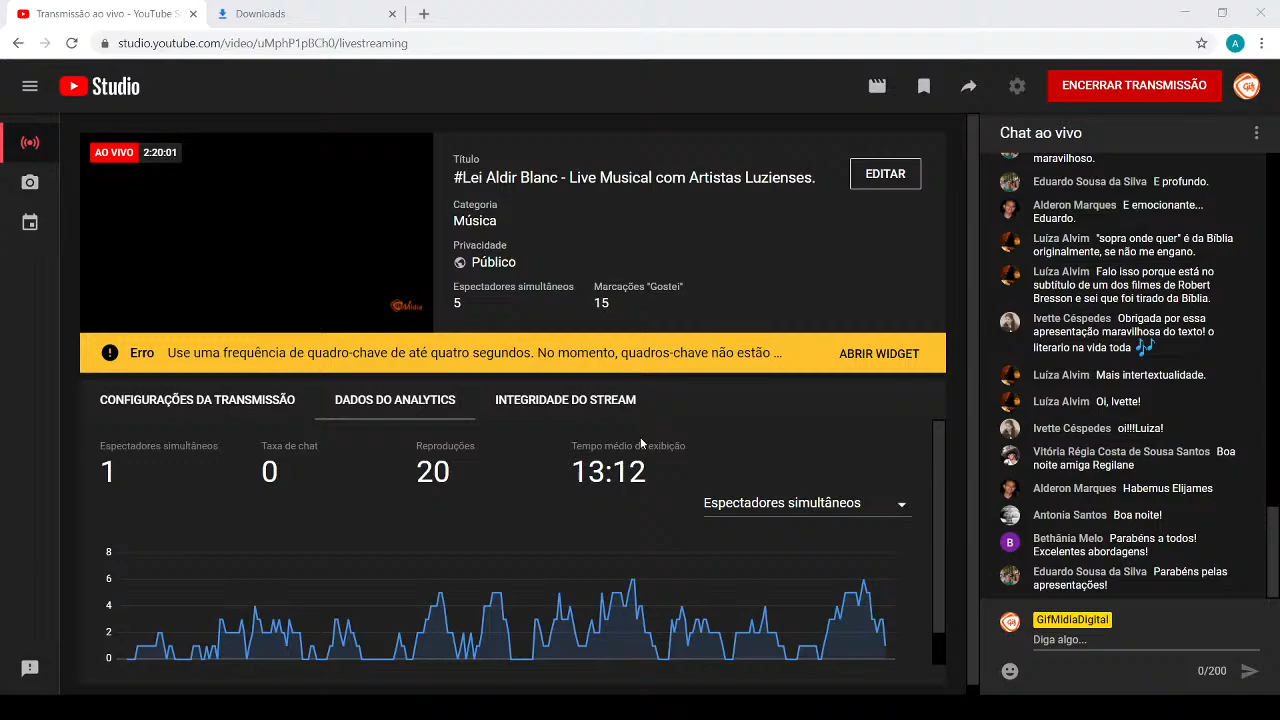 Transmissão ao vivo - YouTube S
Downloads
studio.youtube.com/video/uMphP1pBCh0/livestreaming
A
Studio
ENCERRAR TRANSMISSÃO
Gif
AO VIVO 2:20:01
GifMídia
Título
#Lei Aldir Blanc - Live Musical com Artistas Luzienses.
EDITAR
Categoria
Música
Privacidade
Público
Espectadores simultâneos Marcações "Gostei"
5 15
Erro Use uma frequência de quadro-chave de até quatro segundos. No momento, quadros-chave não estão ...
ABRIR WIDGET
CONFIGURAÇÕES DA TRANSMISSÃO DADOS DO ANALYTICS INTEGRIDADE DO STREAM
Espectadores simultâneos Taxa de chat Reproduções Tempo médio de exibição
1 0 20 13:12
Espectadores simultâneos
8
6
4
2
0
Chat ao vivo
maravilhoso.
Eduardo Sousa da Silva E profundo.
Alderon Marques E emocionante...
Eduardo.
Luíza Alvim "sopra onde quer" é da Bíblia
originalmente, se não me engano.
Luíza Alvim Falo isso porque está no
subtítulo de um dos filmes de Robert
Bresson e sei que foi tirado da Bíblia.
Ivette Céspedes Obrigada por essa
apresentação maravilhosa do texto! o
literario na vida toda 🎶
Luíza Alvim Mais intertextualidade.
Luíza Alvim Oi, Ivette!
Ivette Céspedes oi!!!Luiza!
Vitória Régia Costa de Sousa Santos Boa
noite amiga Regilane
Alderon Marques Habemus Elijames
Antonia Santos Boa noite!
B
Bethânia Melo Parabéns a todos!
Excelentes abordagens!
Eduardo Sousa da Silva Parabéns pelas
apresentações!
GifMidiaDigital
Diga algo...
0/200